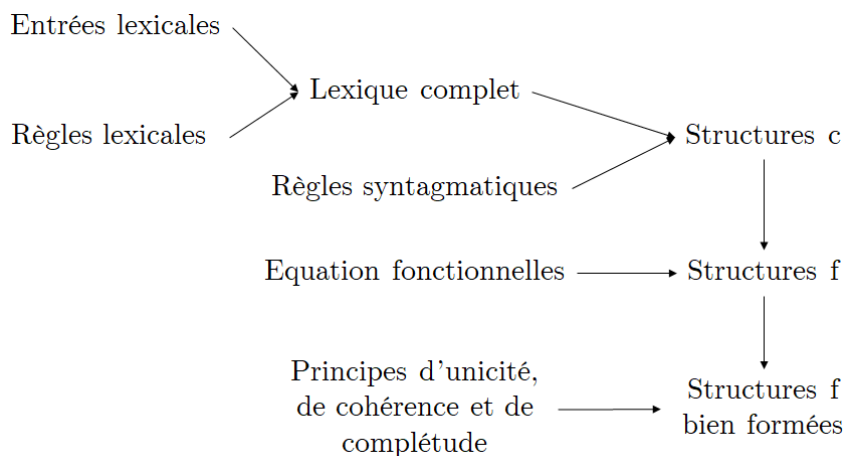 Entrées lexicales
Lexique complet
Règles lexicales
Structures c
Règles syntagmatiques
Equation fonctionnelles
Structures f
Principes d'unicité,
de cohérence et de
complétude
Structures f
bien formées